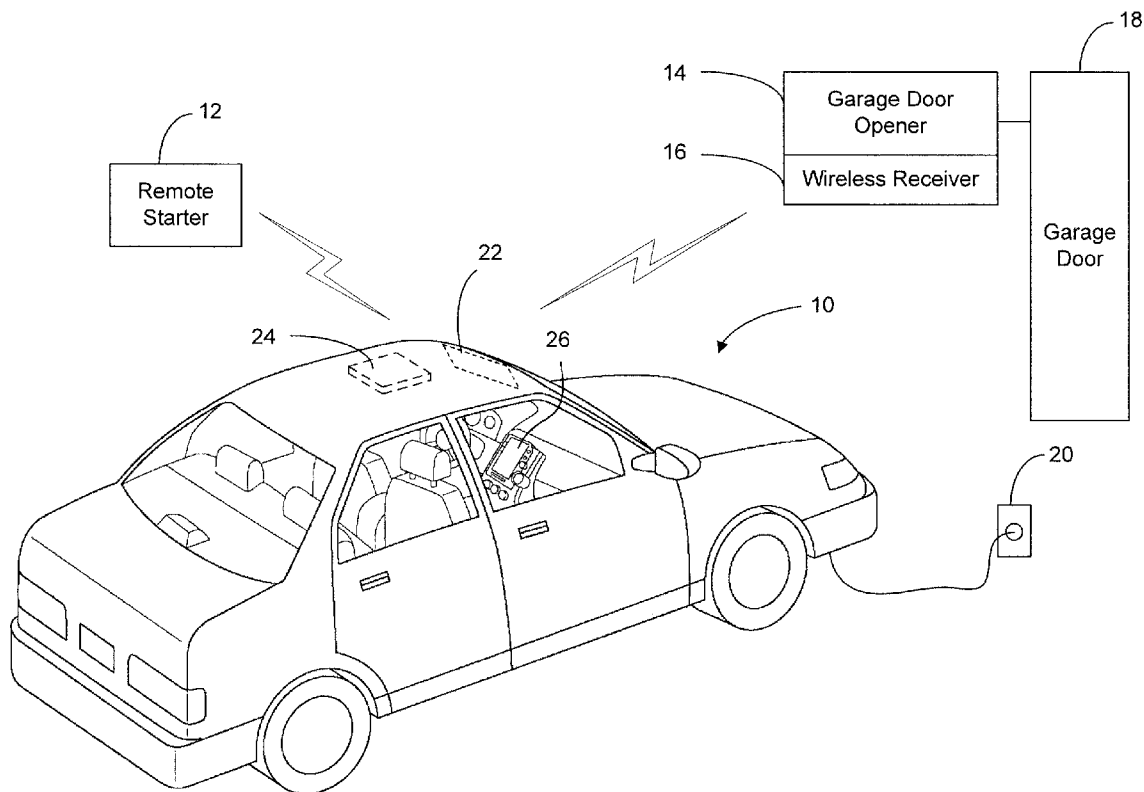 18
14
Garage Door
Opener
12
16
Wireless Receiver
Remote
Starter
Garage
Door
22
10
24
26
20